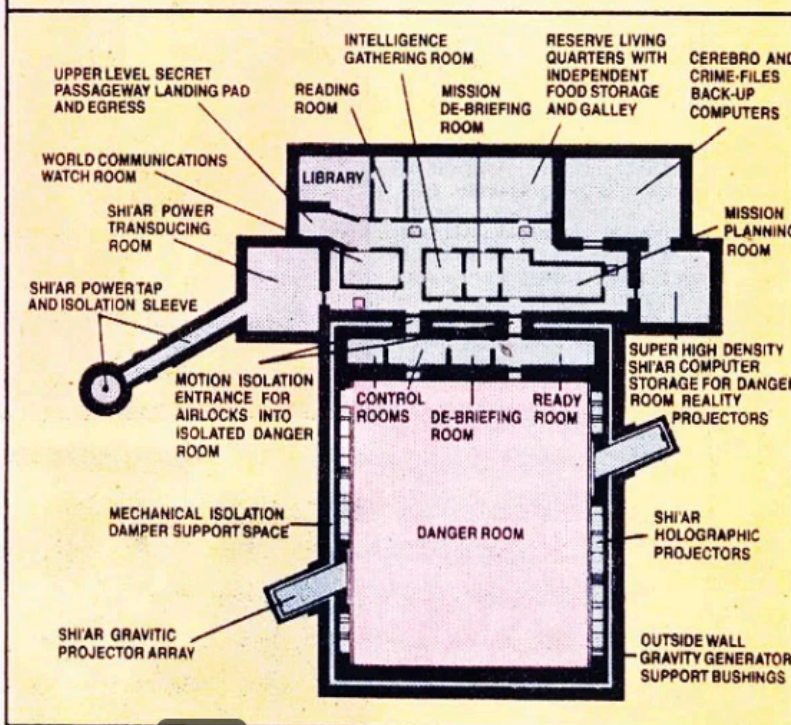 INTELLIGENCE
GATHERING ROOM
RESERVE LIVING
QUARTERS WITH
INDEPENDENT
FOOD STORAGE
AND GALLEY
CEREBRO AND
CRIME-FILES
BACK-UP
COMPUTERS
UPPER LEVEL SECRET
PASSAGEWAY LANDING PAD
AND EGRESS
READING
ROOM
MISSION
DE-BRIEFING
ROOM
WORLD COMMUNICATIONS
WATCH ROOM
LIBRARY
SHI'AR POWER
TRANSDUCING
ROOM
MISSION
PLANNING
ROOM
SHI'AR POWER TAP
AND ISOLATION SLEEVE
MOTION ISOLATION
ENTRANCE FOR
AIRLOCKS INTO
ISOLATED DANGER
ROOM
CONTROL
ROOMS
DE-BRIEFING
ROOM
READY
ROOM
SUPER HIGH DENSITY
SHI'AR COMPUTER
STORAGE FOR DANGER
ROOM REALITY
PROJECTORS
MECHANICAL ISOLATION
DAMPER SUPPORT SPACE
DANGER ROOM
SHI'AR
HOLOGRAPHIC
PROJECTORS
SHI'AR GRAVITIC
PROJECTOR ARRAY
OUTSIDE WALL
GRAVITY GENERATOR
SUPPORT BUSHINGS